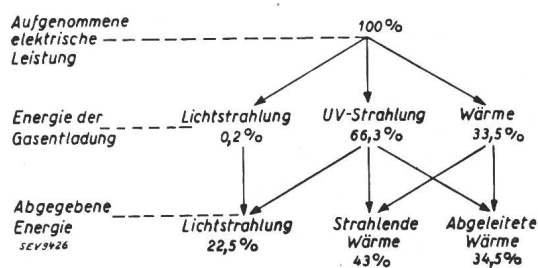 Aufgenommene
elektrische
Leistung
100%
Energie der
Gasentladung
Lichtstrahlung
0,2%
UV-Strahlung
66,3%
Wärme
33,5%
Abgegebene
Energie
SEV9426
Lichtstrahlung
22,5%
Strahlende
Wärme
43%
Abgeleitete
Wärme
34,5%